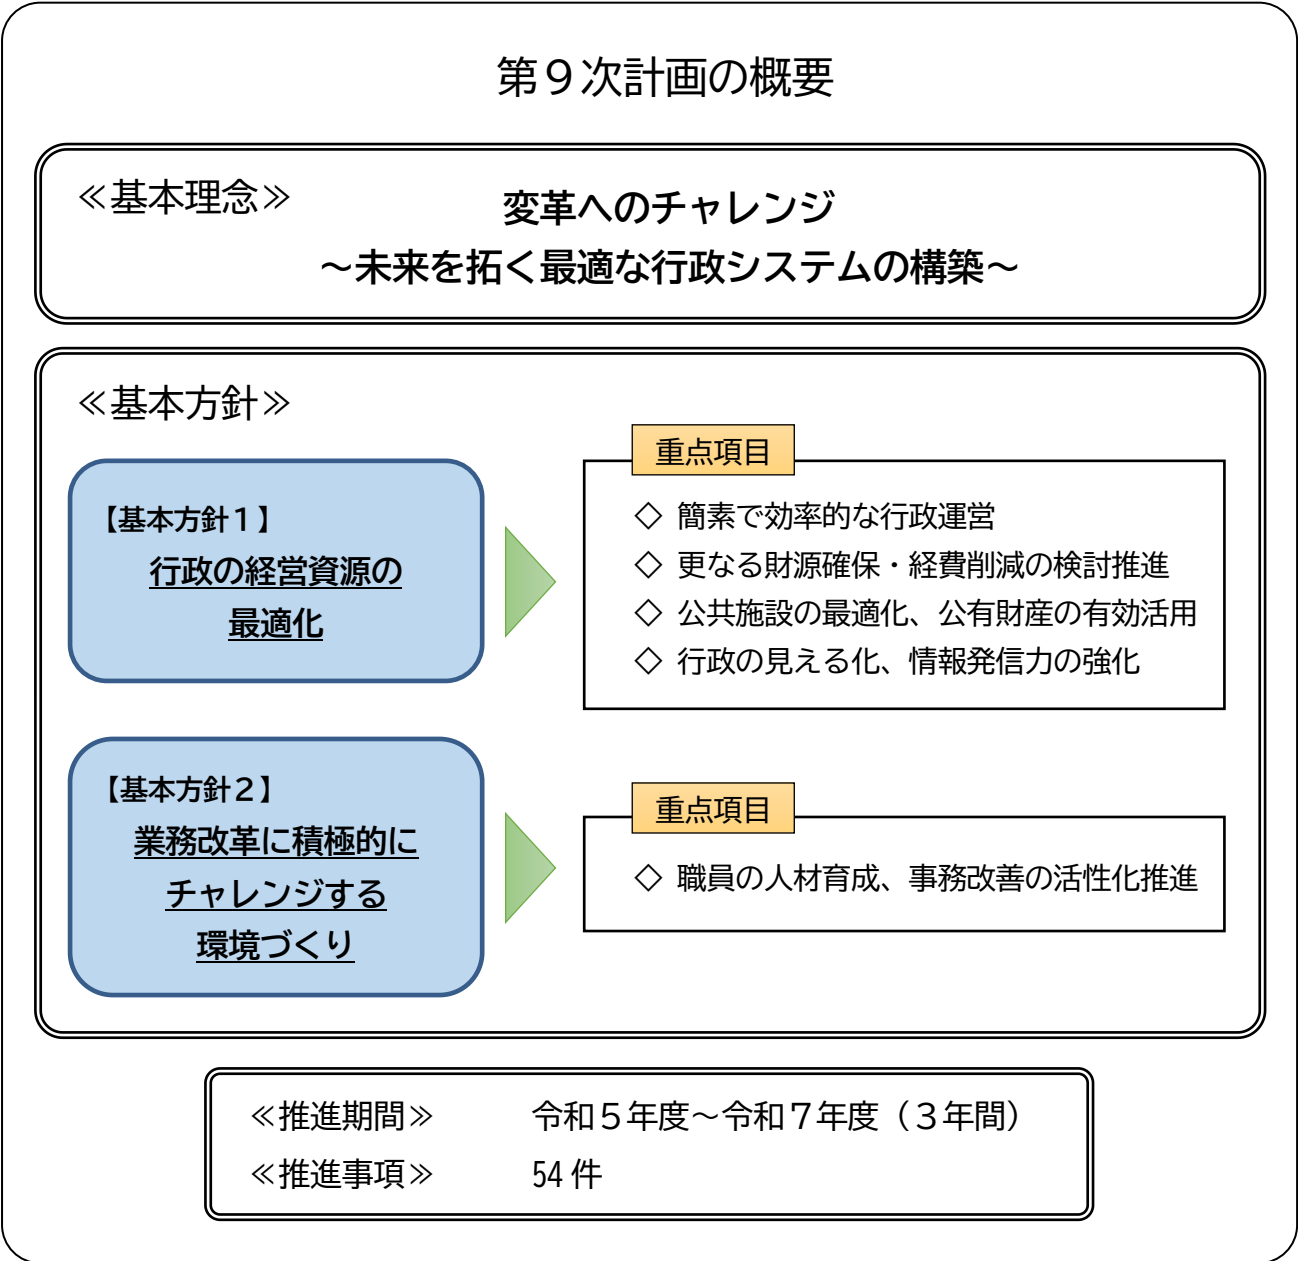 第９次計画の概要
≪基本理念≫
変革へのチャレンジ
～未来を拓く最適な行政システムの構築～
≪基本方針≫
【基本方針１】
行政の経営資源の
最適化
重点項目
◇ 簡素で効率的な行政運営
◇ 更なる財源確保・経費削減の検討推進
◇ 公共施設の最適化、公有財産の有効活用
◇ 行政の見える化、情報発信力の強化
【基本方針２】
業務改革に積極的に
チャレンジする
環境づくり
重点項目
◇ 職員の人材育成、事務改善の活性化推進
≪推進期間≫ 令和５年度～令和７年度（３年間）
≪推進事項≫ 54 件